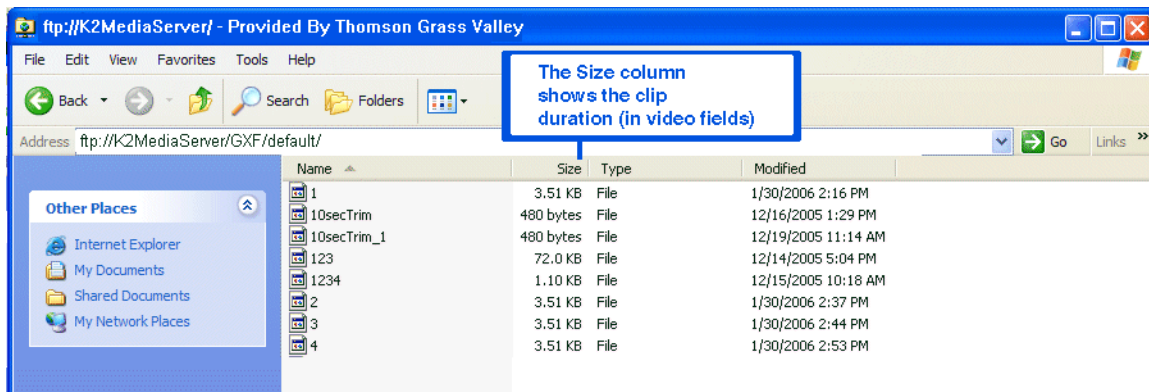 ftp://K2MediaServer/ - Provided By Thomson Grass Valley
File Edit View Favorites Tools Help
Back Search Folders
The Size column
shows the clip
duration (in video fields)
Address ftp://K2MediaServer/GXF/default/ Go Links »
Name Size Type Modified
1 3.51 KB File 1/30/2006 2:16 PM
10secTrim 480 bytes File 12/16/2005 1:29 PM
10secTrim_1 480 bytes File 12/19/2005 11:14 AM
123 72.0 KB File 12/14/2005 5:04 PM
1234 1.10 KB File 12/15/2005 10:18 AM
2 3.51 KB File 1/30/2006 2:37 PM
3 3.51 KB File 1/30/2006 2:44 PM
4 3.51 KB File 1/30/2006 2:53 PM
Other Places
Internet Explorer
My Documents
Shared Documents
My Network Places